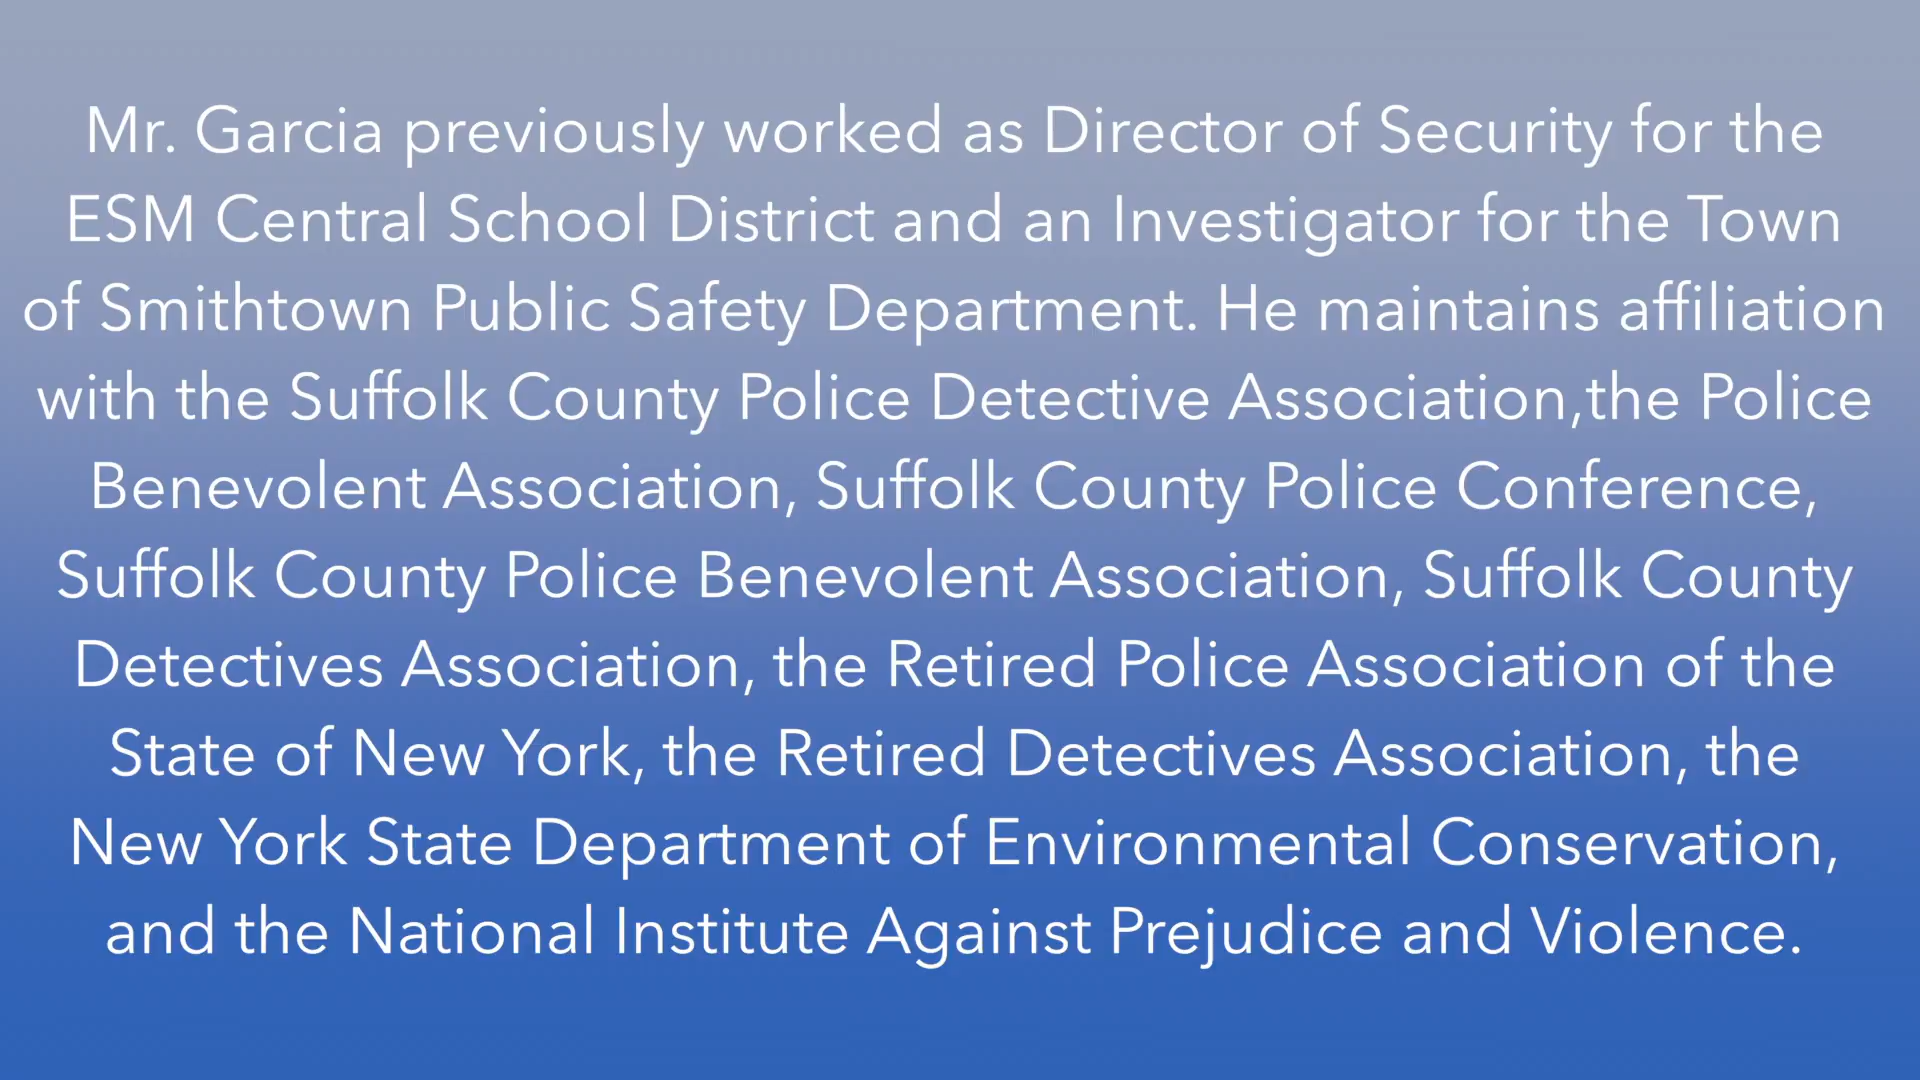 Mr. Garcia previously worked as Director of Security for the
ESM Central School District and an Investigator for the Town
of Smithtown Public Safety Department. He maintains affiliation
with the Suffolk County Police Detective Association,the Police
Benevolent Association, Suffolk County Police Conference,
Suffolk County Police Benevolent Association, Suffolk County
Detectives Association, the Retired Police Association of the
State of New York, the Retired Detectives Association, the
New York State Department of Environmental Conservation,
and the National Institute Against Prejudice and Violence.